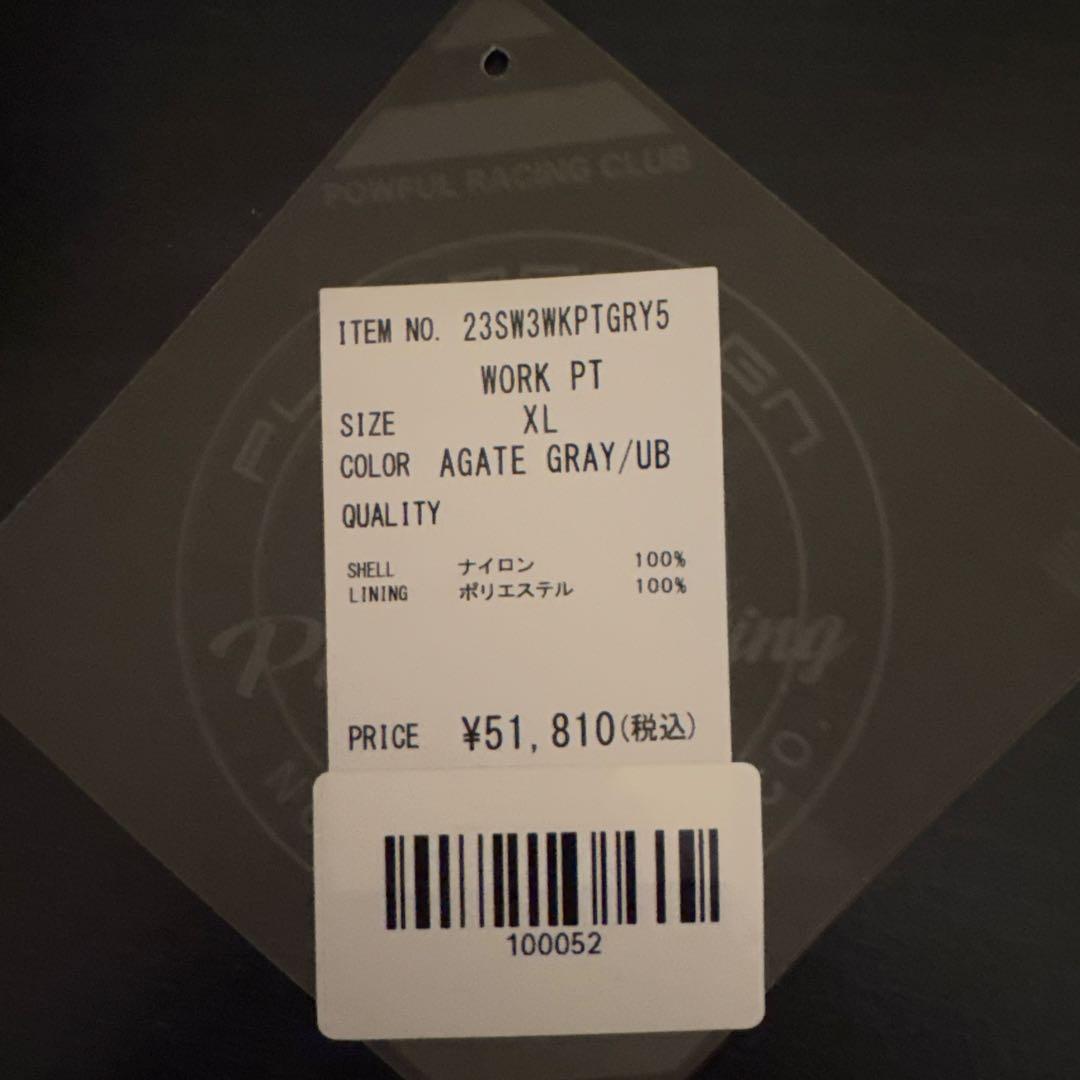 POWFUL RACING CLUB
ITEM NO. 23SW3WKPTGRY5
WORK PT
SIZE XL
COLOR AGATE GRAY/UB
QUALITY
SHELL ナイロン 100%
LINING ポリエステル 100%
PRICE ¥51,810(税込)
100052